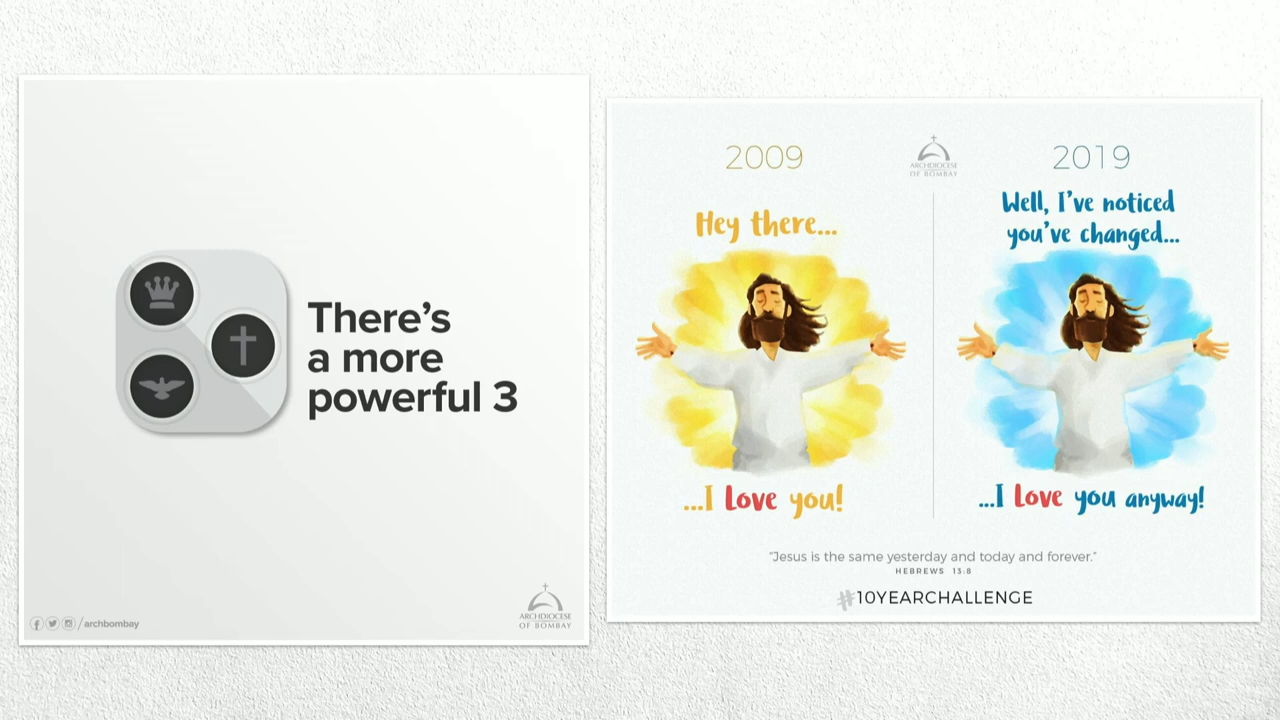 There's
a more
powerful 3
/archbombay
ARCHDIOCESE
OF BOMBAY
2009
ARCHDIOCESE
OF BOMBAY
2019
Hey there...
Well, I've noticed
you've changed...
...I Love you!
...I Love you anyway!
"Jesus is the same yesterday and today and forever."
HEBREWS 13:8
#10YEARCHALLENGE